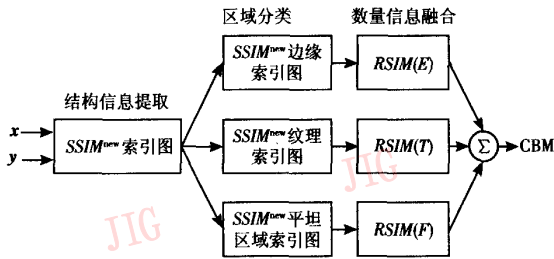 区域分类 数量信息融合
SSIMnew边缘
索引图
RSIM(E)
结构信息提取
x
y
SSIMnew索引图
SSIMnew纹理
索引图
RSIM(T)
Σ
CBM
SSIMnew平坦
区域索引图
RSIM(F)
JIG
JIG